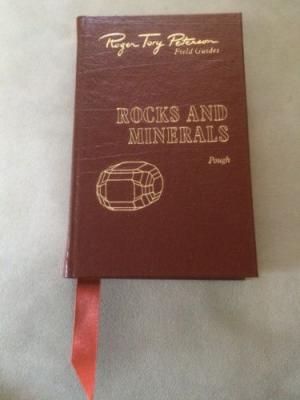 Roger Tory Peterson
Field Guides
ROCKS AND
MINERALS
Pough